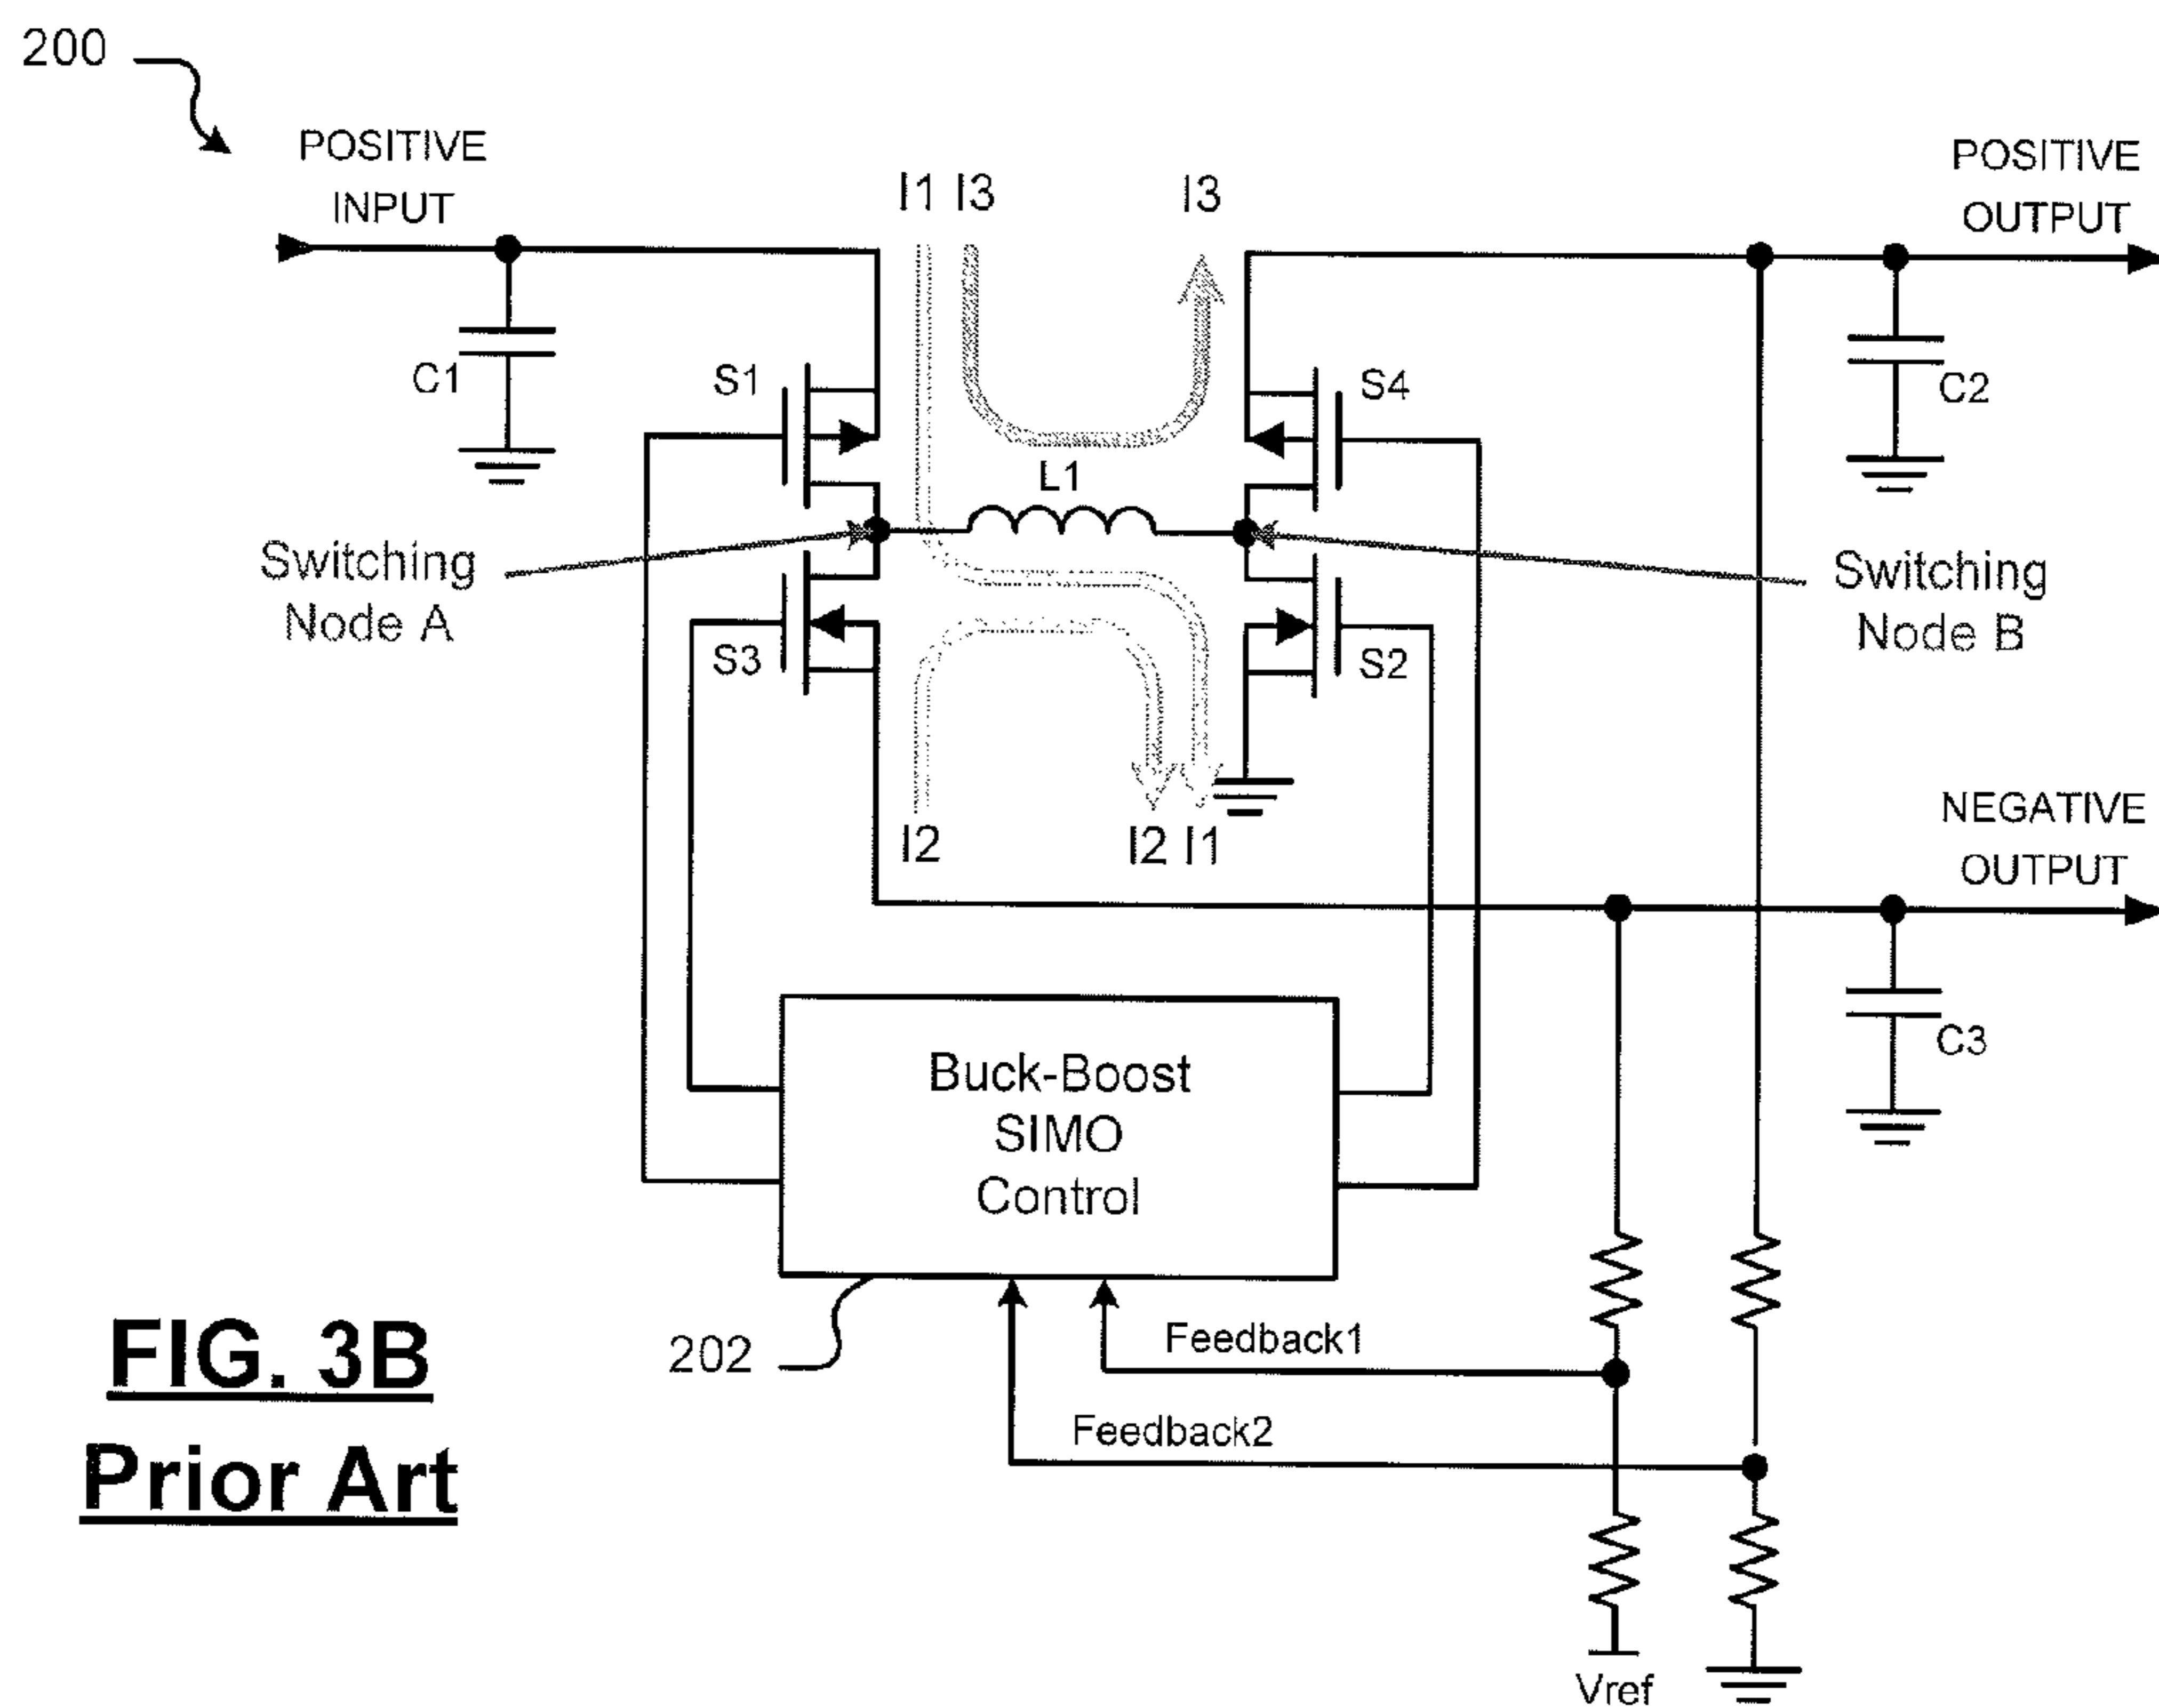 200
POSITIVE
INPUT
I1 I3
I3
POSITIVE
OUTPUT
C1
S1
S4
C2
L1
Switching
Node A
Switching
Node B
S3
S2
I2
I2 I1
NEGATIVE
OUTPUT
C3
Buck-Boost
SIMO
Control
202
Feedback1
Feedback2
FIG. 3B
Prior Art
Vref